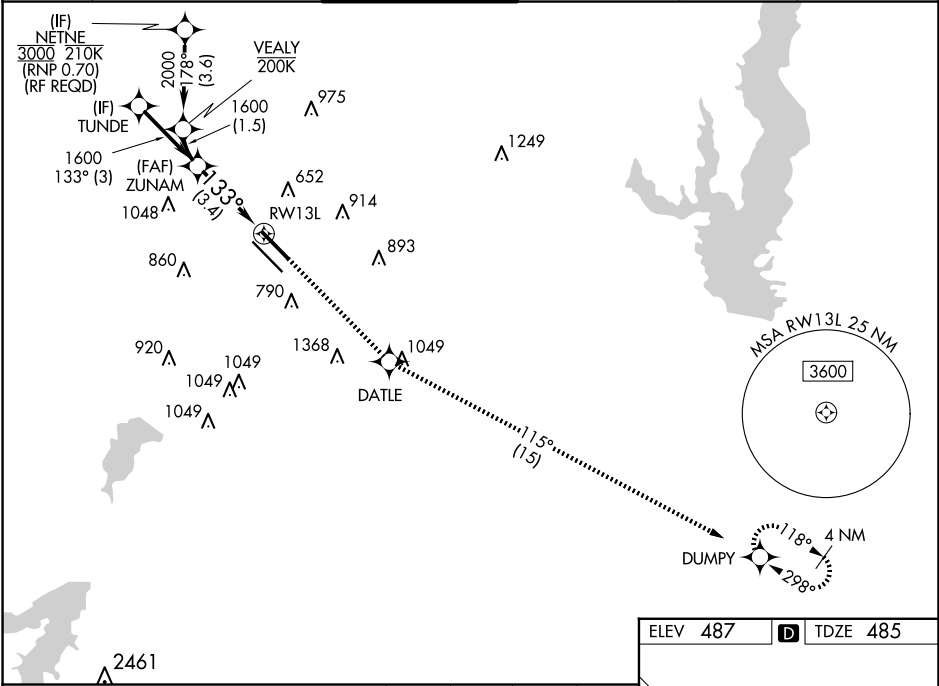 (IF)
NETNE
3000 210K
(RNP 0.70)
(RF REQD)
2000
178°
(3.6)
VEALY
200K
(IF)
TUNDE
1600
(1.5)
975
1249
1600
133° (3)
(FAF)
ZUNAM
133°
(3.4)
652
1048
914
RW13L
893
860
790
920
1049
1049
1049
1368
1049
DATLE
MSA RW13L 25 NM
3600
115°
(15)
DUMPY
118°
4 NM
298°
2461
ELEV 487 D TDZE 485